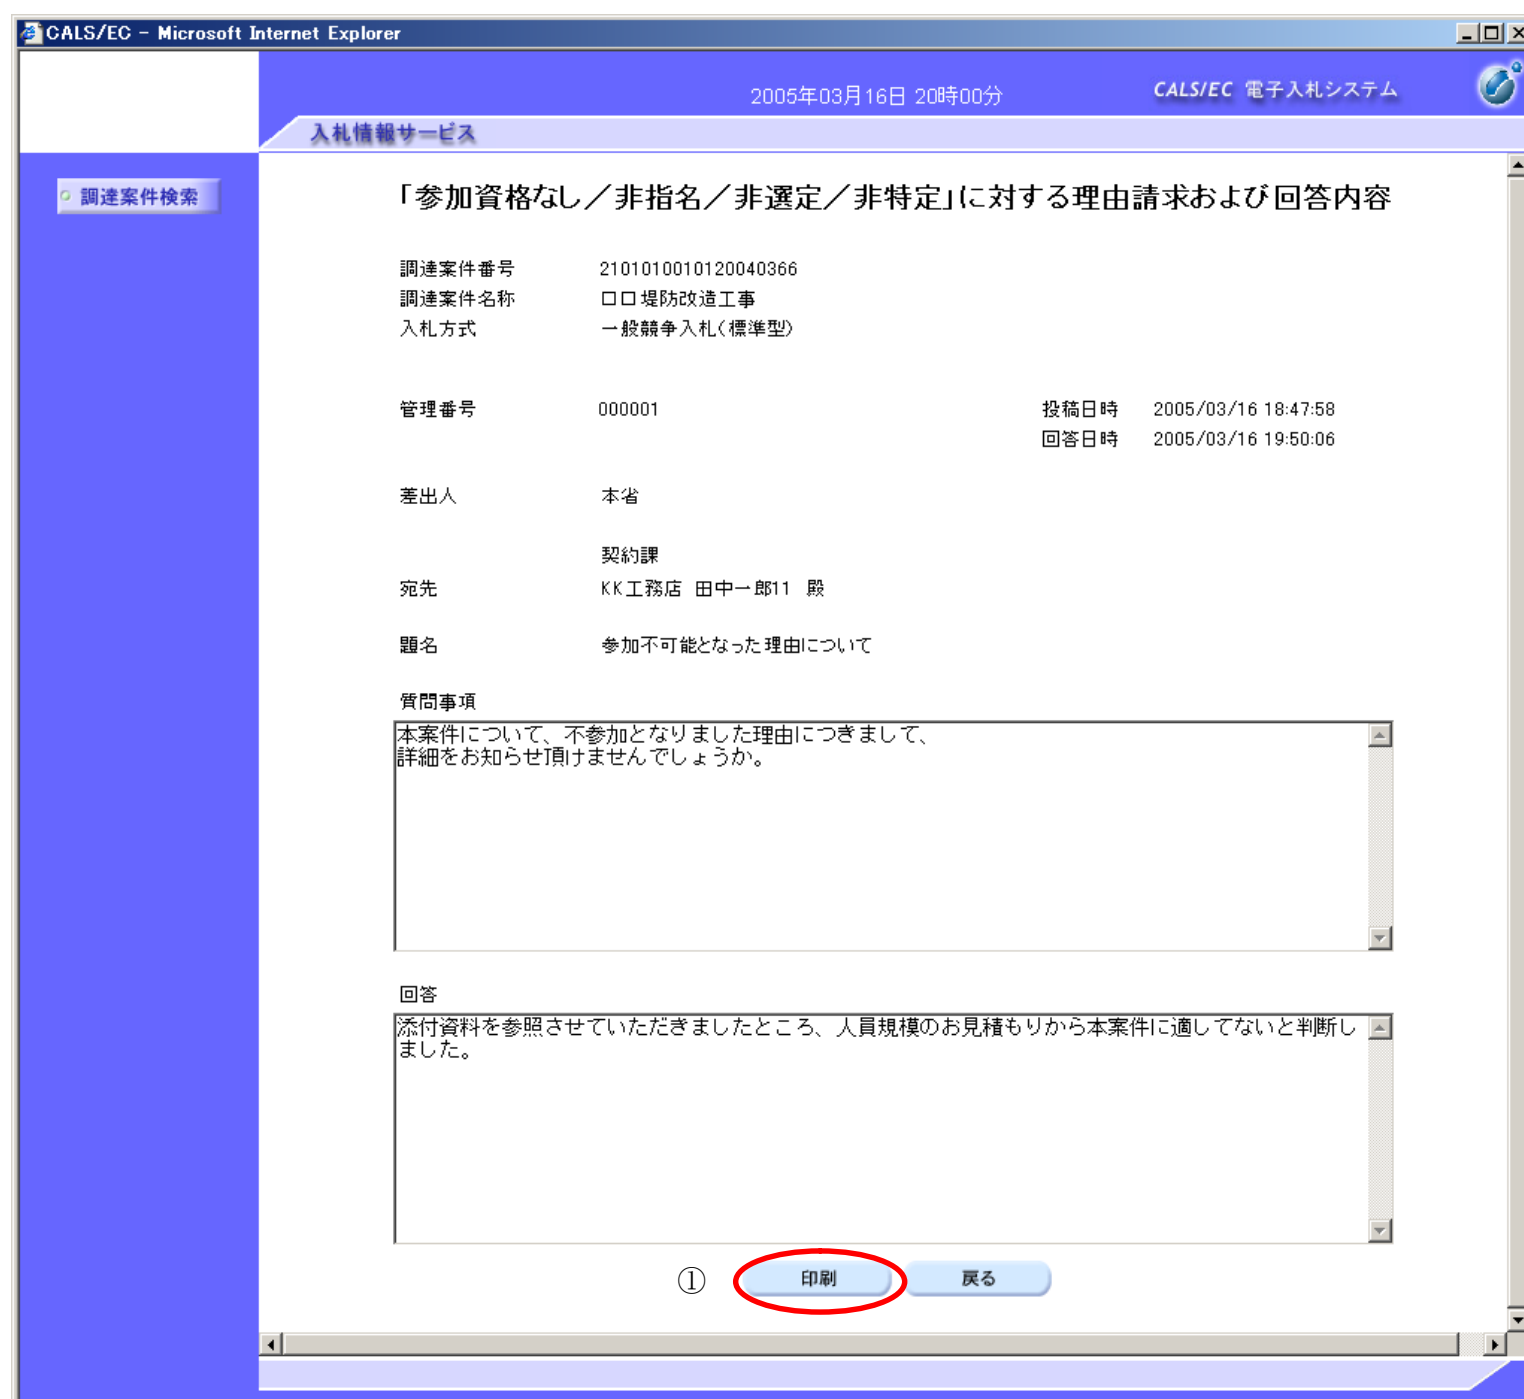 CALS/EC - Microsoft Internet Explorer
2005年03月16日 20時00分
CALS/EC 電子入札システム
入札情報サービス
調達案件検索
「参加資格なし／非指名／非選定／非特定」に対する理由請求および回答内容
調達案件番号 2101010010120040366
調達案件名称 ロロ堤防改造工事
入札方式 一般競争入札（標準型）
管理番号 000001 投稿日時 2005/03/16 18:47:58
回答日時 2005/03/16 19:50:06
差出人 本省
契約課
宛先 KK工務店 田中一郎11 殿
題名 参加不可能となった理由について
質問事項
本案件について、不参加となりました理由につきまして、
詳細をお知らせ頂けませんでしょうか。
回答
添付資料を参照させていただきましたところ、人員規模のお見積もりから本案件に適してないと判断し
ました。
① 印刷 戻る